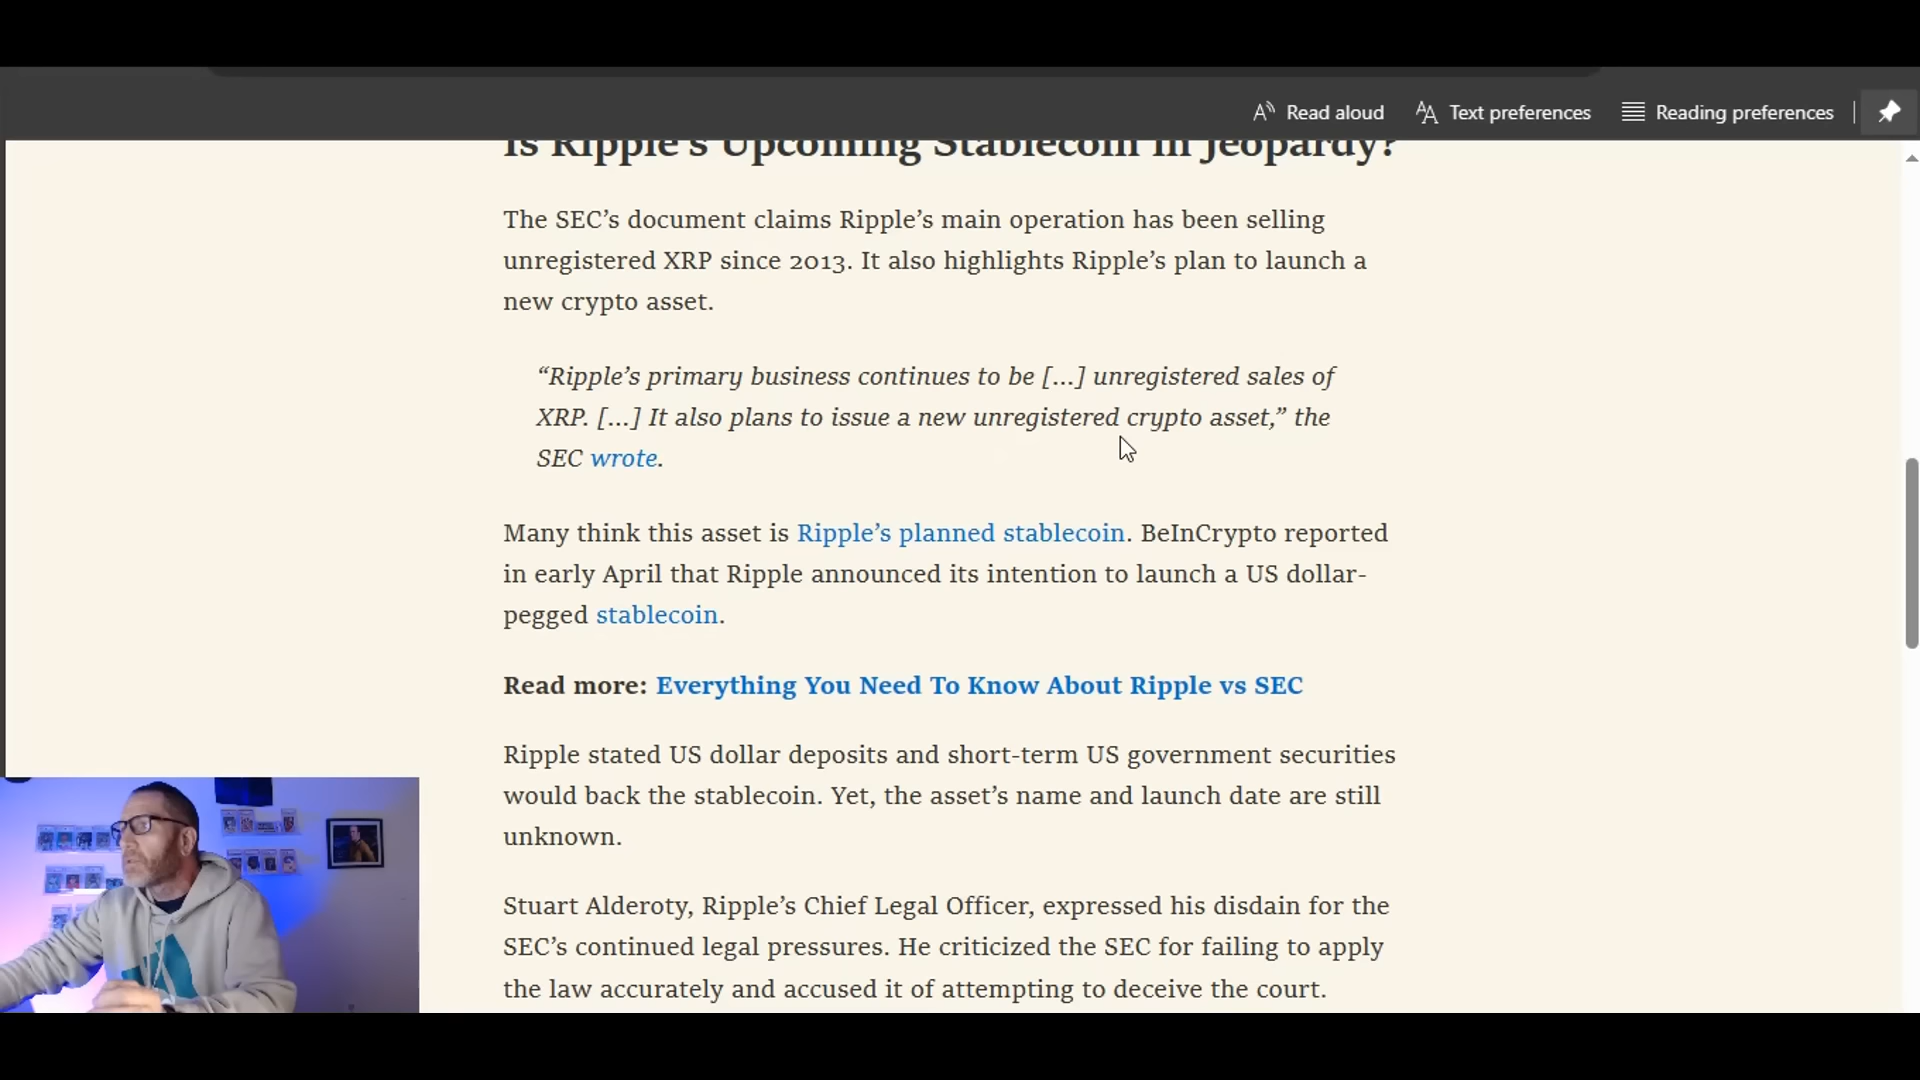 Read aloud
Text preferences
Reading preferences
Is Ripple's Upcoming Stablecoin in Jeopardy?
The SEC's document claims Ripple's main operation has been selling
unregistered XRP since 2013. It also highlights Ripple's plan to launch a
new crypto asset.
“Ripple's primary business continues to be [...] unregistered sales of
XRP. [...] It also plans to issue a new unregistered crypto asset,” the
SEC wrote.
Many think this asset is Ripple's planned stablecoin. BeInCrypto reported
in early April that Ripple announced its intention to launch a US dollar-
pegged stablecoin.
Read more: Everything You Need To Know About Ripple vs SEC
Ripple stated US dollar deposits and short-term US government securities
would back the stablecoin. Yet, the asset's name and launch date are still
unknown.
Stuart Alderoty, Ripple's Chief Legal Officer, expressed his disdain for the
SEC's continued legal pressures. He criticized the SEC for failing to apply
the law accurately and accused it of attempting to deceive the court.